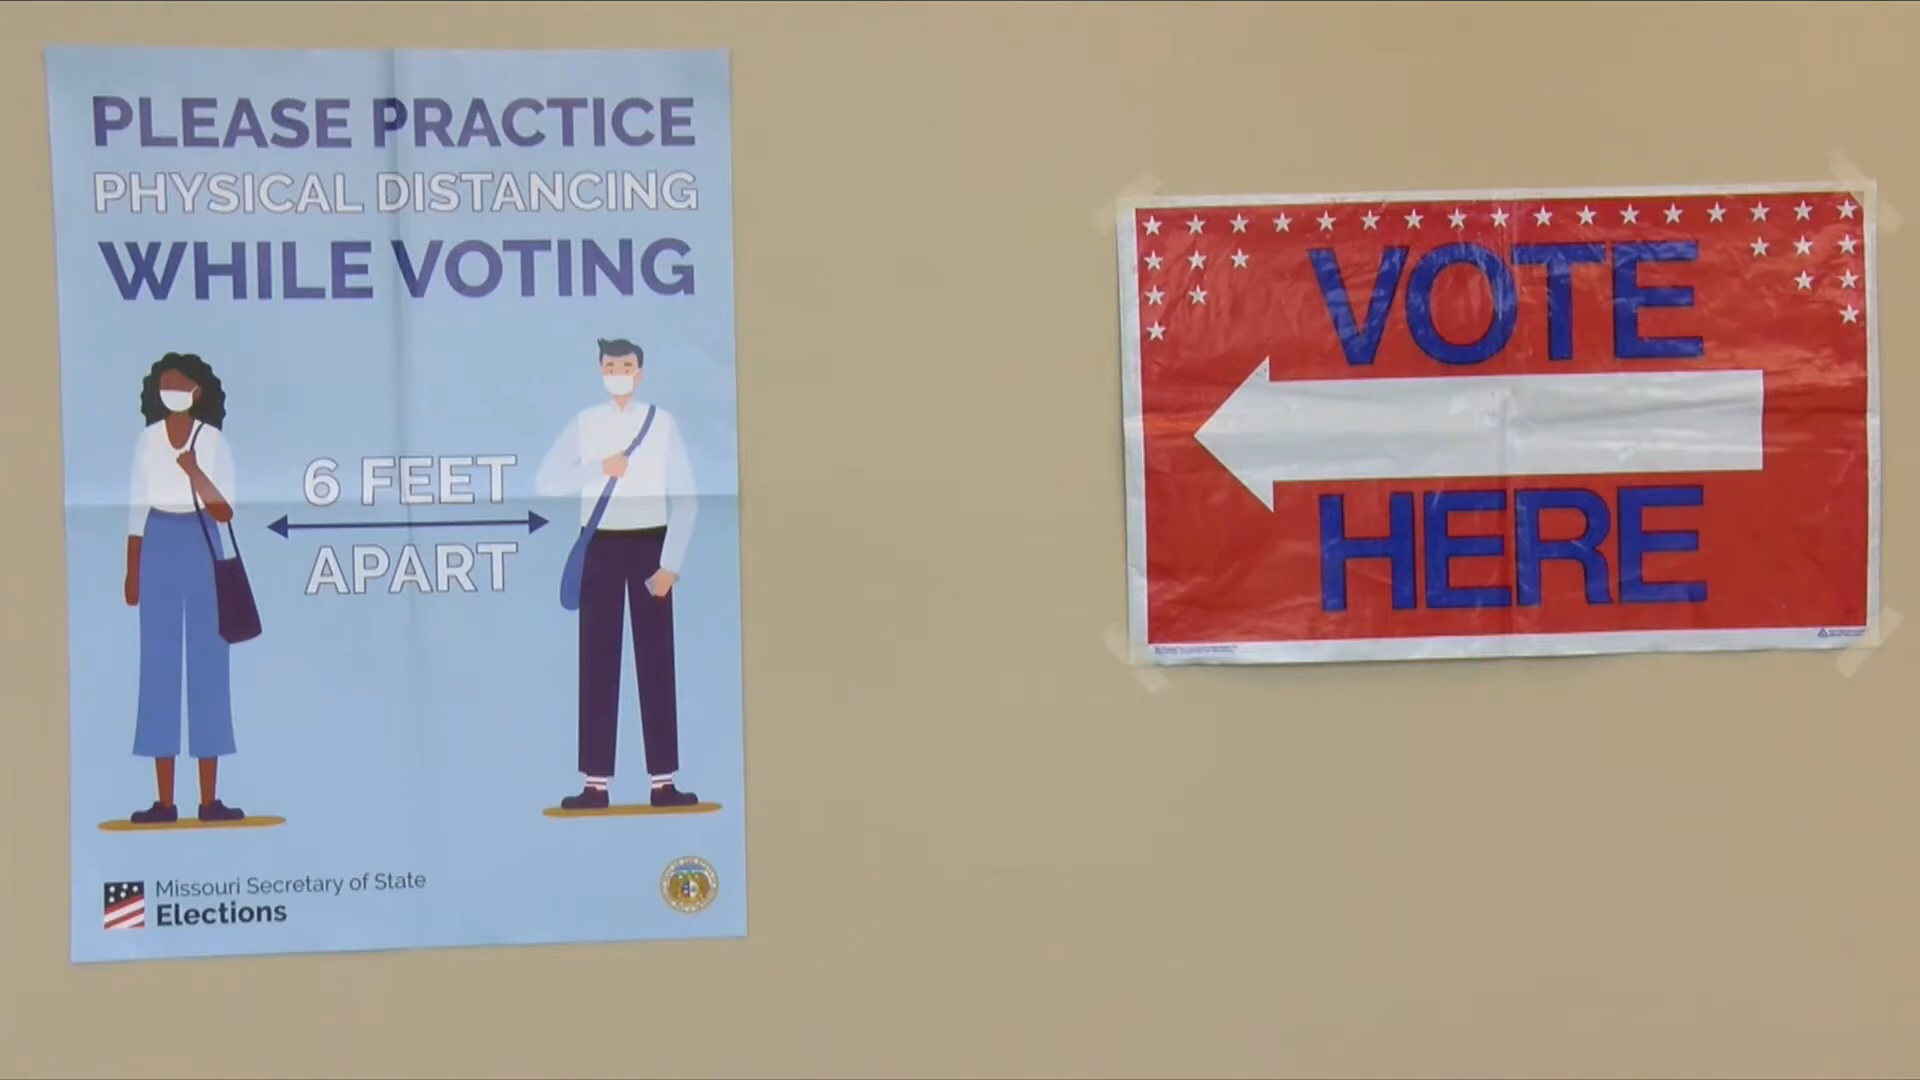 PLEASE PRACTICE
PHYSICAL DISTANCING
WHILE VOTING
6 FEET
APART
Missouri Secretary of State
Elections
VOTE
HERE